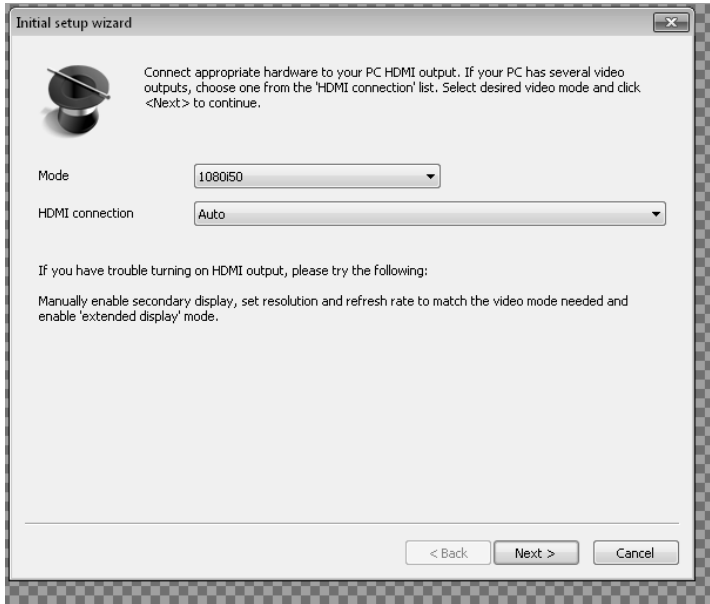 Initial setup wizard
Connect appropriate hardware to your PC HDMI output. If your PC has several video
outputs, choose one from the 'HDMI connection' list. Select desired video mode and click
<Next> to continue.
Mode
1080i50
HDMI connection
Auto
If you have trouble turning on HDMI output, please try the following:
Manually enable secondary display, set resolution and refresh rate to match the video mode needed and
enable 'extended display' mode.
< Back
Next >
Cancel